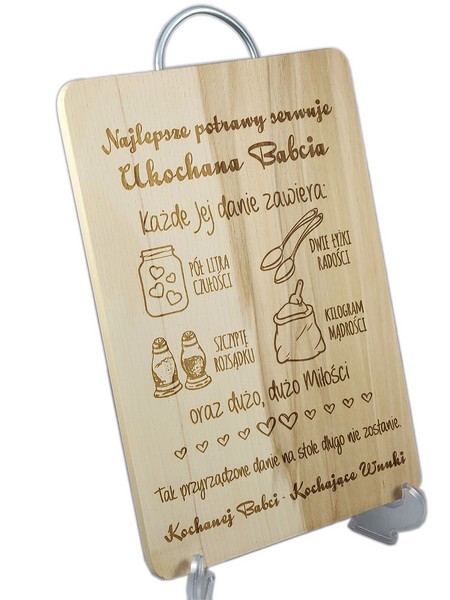 Najlepsze potrawy serwuje
Ukochana Babcia
Każde Jej danie zawiera:
PÓŁ LITRA
CZUŁOŚCI
DWIE ŁYŻKI
RADOŚCI
SZCZYPTĘ
ROZSĄDKU
KILOGRAM
MĄDROŚCI
oraz dużo, dużo Miłości
Tak przyrządzone danie na stole długo nie zostanie.
Kochanej Babci - Kochające Wnuki